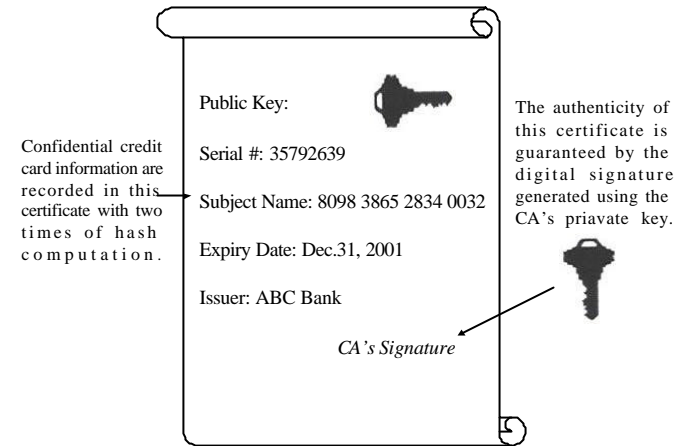 Confidential credit
card information are
recorded in this
certificate with two
times of hash
computation.
Public Key:
Serial #: 35792639
Subject Name: 8098 3865 2834 0032
Expiry Date: Dec.31, 2001
Issuer: ABC Bank
CA's Signature
The authenticity of
this certificate is
guaranteed by the
digital signature
generated using the
CA's priavate key.